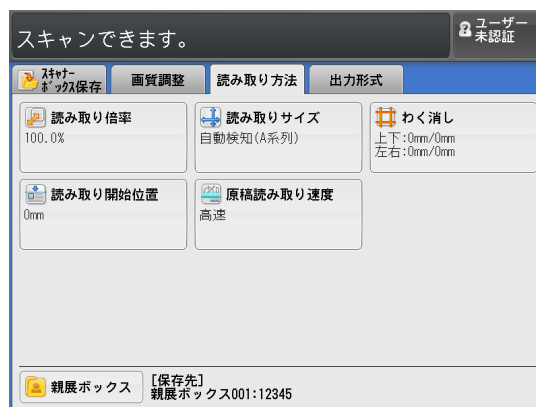 スキャンできます。
ユーザー
未認証
スキャナー
ボックス保存
画質調整
読み取り方法
出力形式
読み取り倍率
100.0%
読み取りサイズ
自動検知(A系列)
わく消し
上下:0mm/0mm
左右:0mm/0mm
読み取り開始位置
0mm
原稿読み取り速度
高速
親展ボックス
[保存先]
親展ボックス001:12345